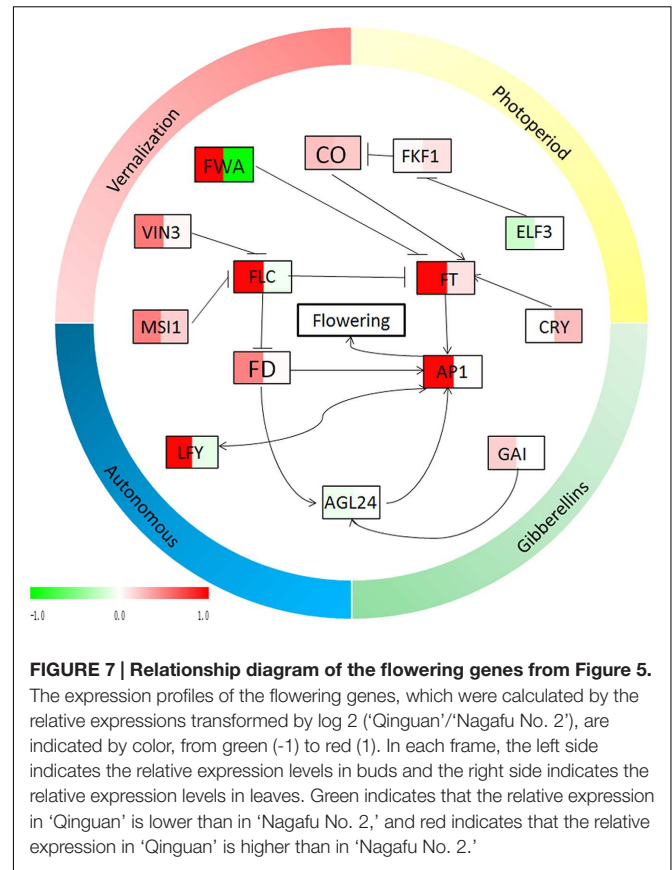 Vernalization
Photoperiod
FWA
CO
FKF1
VIN3
ELF3
FLC
FT
MSI1
Flowering
CRY
FD
AP1
LFY
GAI
AGL24
Autonomous
Gibberellins
-1.0 0.0 1.0
FIGURE 7 | Relationship diagram of the flowering genes from Figure 5.
The expression profiles of the flowering genes, which were calculated by the
relative expressions transformed by log 2 (‘Qinguan’/‘Nagafu No. 2’), are
indicated by color, from green (-1) to red (1). In each frame, the left side
indicates the relative expression levels in buds and the right side indicates the
relative expression levels in leaves. Green indicates that the relative expression
in ‘Qinguan’ is lower than in ‘Nagafu No. 2,’ and red indicates that the relative
expression in ‘Qinguan’ is higher than in ‘Nagafu No. 2.’